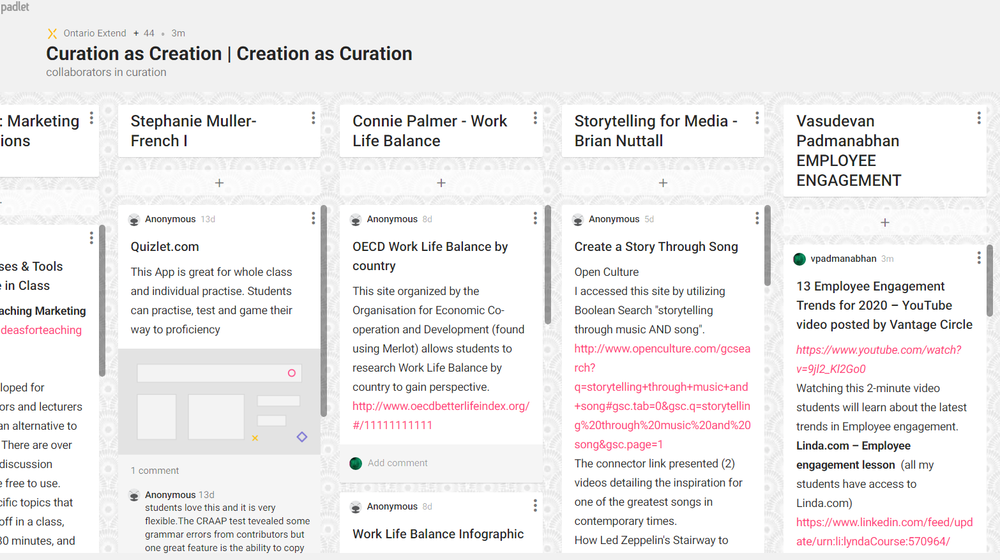 padlet
Ontario Extend + 44 • 3m
Curation as Creation | Creation as Curation
collaborators in curation
: Marketing
ions
ses & Tools
e in Class
aching Marketing
deasforteaching
loped for
ors and lecturers
an alternative to
There are over
discussion
e free to use.
cific topics that
off in a class,
30 minutes, and
Stephanie Muller-
French I
+
Anonymous 13d
Quizlet.com
This App is great for whole class
and individual practise. Students
can practise, test and game their
way to proficiency
1 comment
Anonymous 13d
students love this and it is very
flexible.The CRAAP test tevealed some
grammar errors from contributors but
one great feature is the ability to copy
Connie Palmer - Work
Life Balance
+
Anonymous 8d
OECD Work Life Balance by
country
This site organized by the
Organisation for Economic Co-
operation and Development (found
using Merlot) allows students to
research Work Life Balance by
country to gain perspective.
http://www.oecdbetterlifeindex.org/
#/11111111111
Add comment
Anonymous 8d
Work Life Balance Infographic
Storytelling for Media -
Brian Nuttall
+
Anonymous 5d
Create a Story Through Song
Open Culture
I accessed this site by utilizing
Boolean Search "storytelling
through music AND song".
http://www.openculture.com/gcsea
rch?
q=storytelling+through+music+and
+song#gsc.tab=0&gsc.q=storytellin
g%20through%20music%20and%20
song&gsc.page=1
The connector link presented (2)
videos detailing the inspiration for
one of the greatest songs in
contemporary times.
How Led Zeppelin's Stairway to
Vasudevan
Padmanabhan
EMPLOYEE
ENGAGEMENT
+
vpadmanabhan 3m
13 Employee Engagement
Trends for 2020 – YouTube
video posted by Vantage Circle
https://www.youtube.com/watch?
v=9jl2_Kl2Go0
Watching this 2-minute video
students will learn about the latest
trends in Employee engagement.
Linda.com – Employee
engagement lesson (all my
students have access to
Linda.com)
https://www.linkedin.com/feed/upd
ate/urn:li:lyndaCourse:570964/